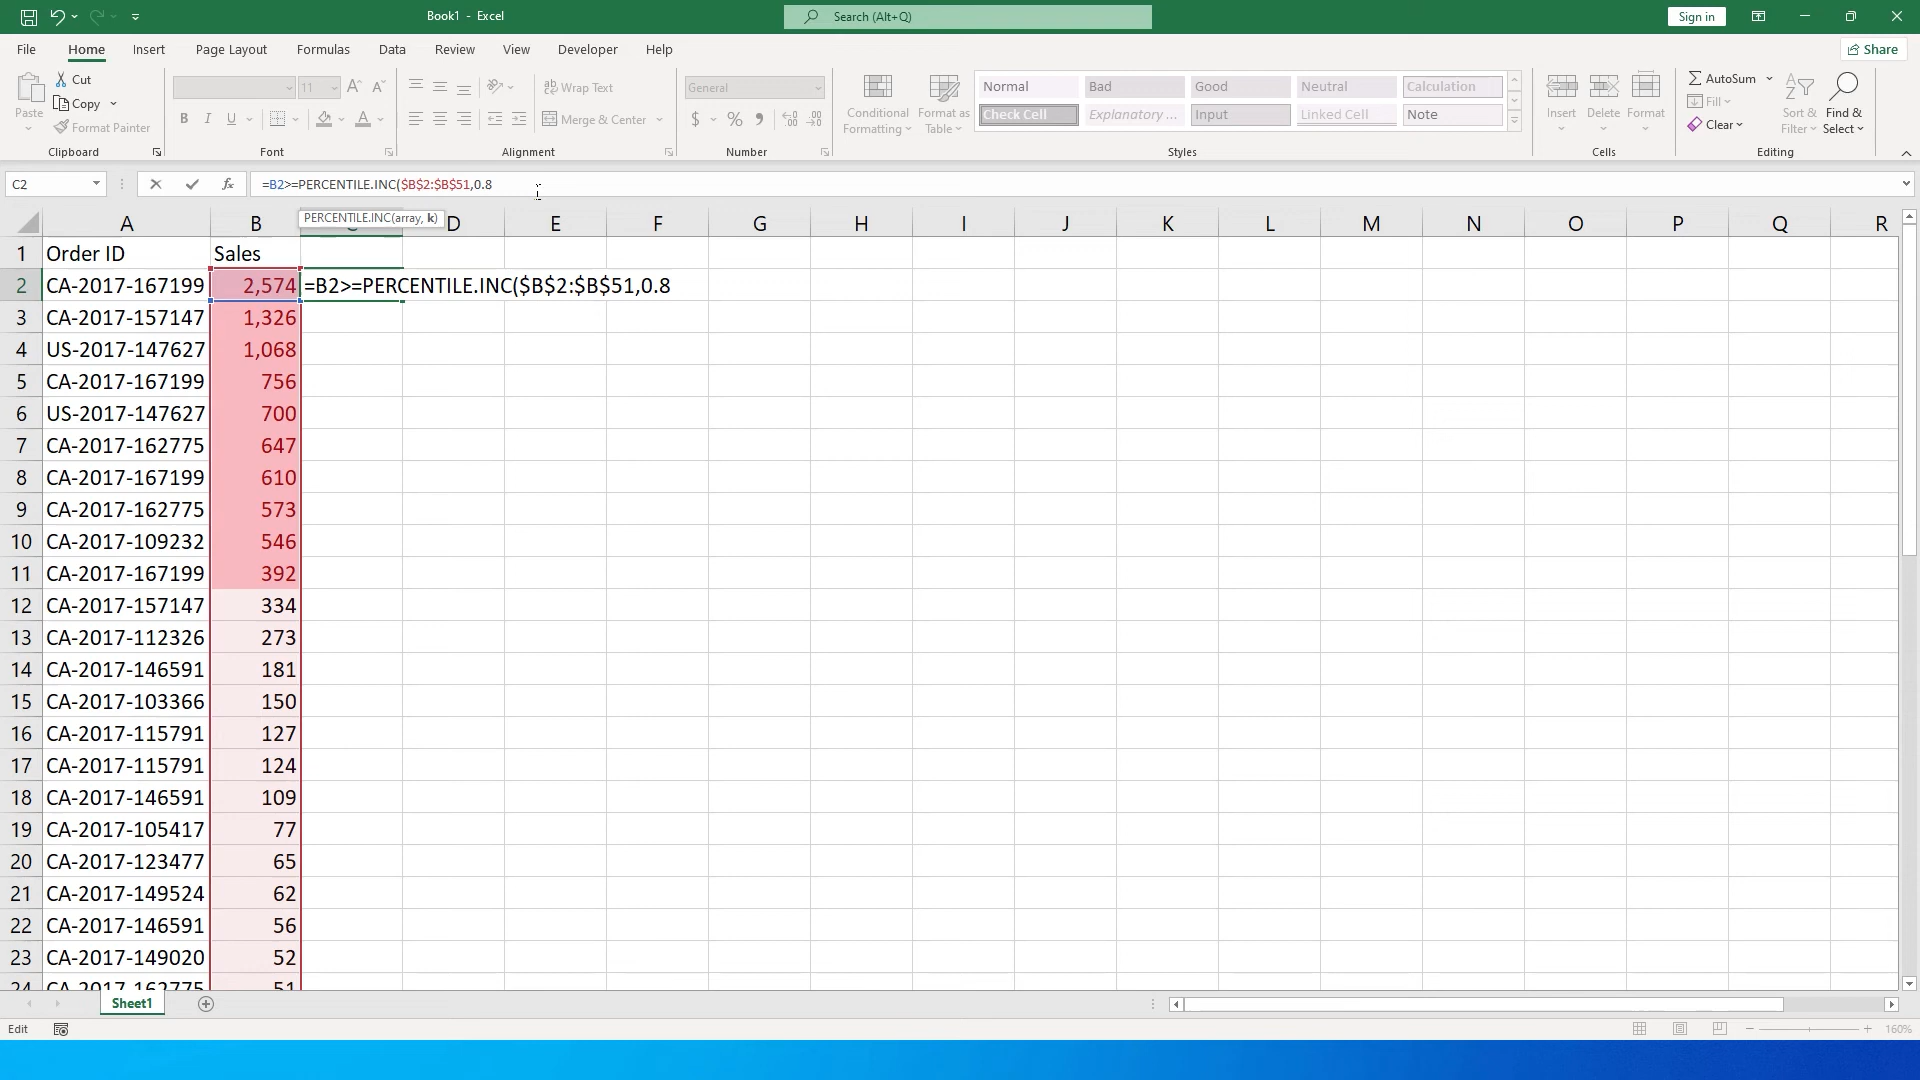 Book1 - Excel
Search (Alt+Q)
Sign in
File Home Insert Page Layout Formulas Data Review View Developer Help
Share
Paste
Cut
Copy
Format Painter
Clipboard
11
B I U
Font
Wrap Text
Merge & Center
Alignment
General
$ % 9
Number
Conditional Formatting
Format as Table
Normal Bad Good Neutral Calculation
Check Cell Explanatory ... Input Linked Cell Note
Styles
Insert Delete Format
Cells
AutoSum
Fill
Clear
Sort & Filter
Find & Select
Editing
C2
fx
=B2>=PERCENTILE.INC($B$2:$B$51,0.8
PERCENTILE.INC(array, k)
A B C D E F G H I J K L M N O P Q R
1 Order ID Sales
2 CA-2017-167199 2,574 =B2>=PERCENTILE.INC($B$2:$B$51,0.8
3 CA-2017-157147 1,326
4 US-2017-147627 1,068
5 CA-2017-167199 756
6 US-2017-147627 700
7 CA-2017-162775 647
8 CA-2017-167199 610
9 CA-2017-162775 573
10 CA-2017-109232 546
11 CA-2017-167199 392
12 CA-2017-157147 334
13 CA-2017-112326 273
14 CA-2017-146591 181
15 CA-2017-103366 150
16 CA-2017-115791 127
17 CA-2017-115791 124
18 CA-2017-146591 109
19 CA-2017-105417 77
20 CA-2017-123477 65
21 CA-2017-149524 62
22 CA-2017-146591 56
23 CA-2017-149020 52
24 CA-2017-162775 51
Sheet1
Edit
160%